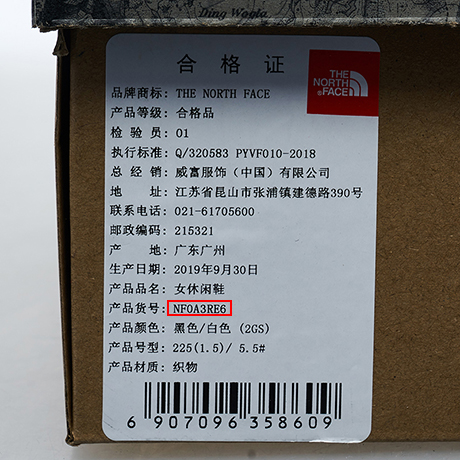 Ding World
合格证
THE
NORTH
FACE
品牌商标: THE NORTH FACE
产品等级: 合格品
检 验 员: 01
执行标准: Q/320583 PYVF010-2018
总 经 销: 威富服饰（中国）有限公司
地    址: 江苏省昆山市张浦镇建德路390号
联系电话: 021-61705600
邮政编码: 215321
产    地: 广东广州
生产日期: 2019年9月30日
产品品名: 女休闲鞋
产品货号: NF0A3RE6
产品颜色: 黑色/白色 (2GS)
产品号型: 225(1.5)/ 5.5#
产品材质: 织物
6 907096 358609